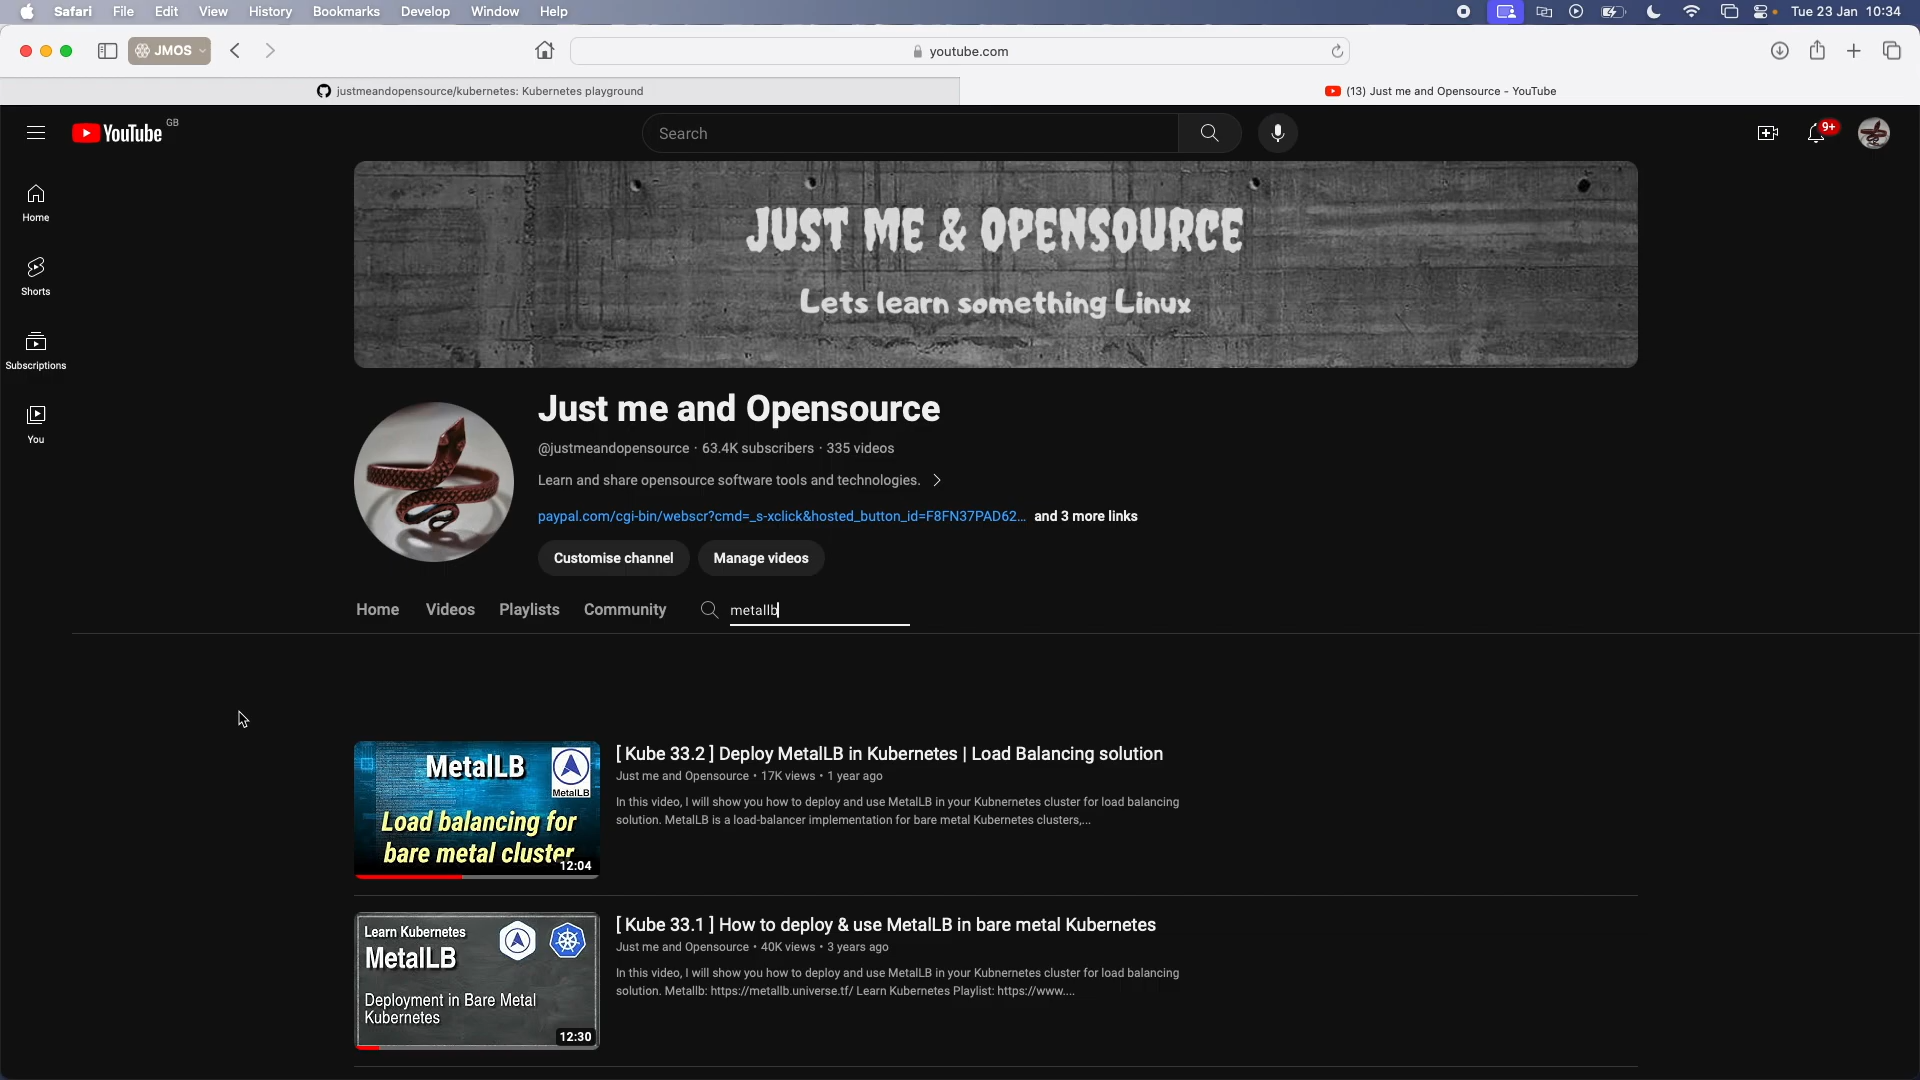 Safari File Edit View History Bookmarks Develop Window Help Tue 23 Jan 10:34
JMOS youtube.com
justmeandopensource/kubernetes: Kubernetes playground (13) Just me and Opensource - YouTube
YouTube GB Search 9+
JUST ME & OPENSOURCE
Lets learn something Linux
Home
Shorts
Subscriptions
You
Just me and Opensource
@justmeandopensource · 63.4K subscribers · 335 videos
Learn and share opensource software tools and technologies.
paypal.com/cgi-bin/webscr?cmd=_s-xclick&hosted_button_id=F8FN37PAD62... and 3 more links
Customise channel Manage videos
Home Videos Playlists Community metallb
MetalLB
MetalLB
Load balancing for
bare metal cluster
12:04
[ Kube 33.2 ] Deploy MetalLB in Kubernetes | Load Balancing solution
Just me and Opensource • 17K views • 1 year ago
In this video, I will show you how to deploy and use MetalLB in your Kubnernetes cluster for load balancing
solution. MetalLB is a load-balancer implementation for bare metal Kubernetes clusters,...
Learn Kubernetes
MetalLB
Deployment in Bare Metal
Kubernetes
12:30
[ Kube 33.1 ] How to deploy & use MetalLB in bare metal Kubernetes
Just me and Opensource • 40K views • 3 years ago
In this video, I will show you how to deploy and use MetalLB in your Kubnernetes cluster for load balancing
solution. Metallb: https://metallb.universe.tf/ Learn Kubernetes Playlist: https://www....